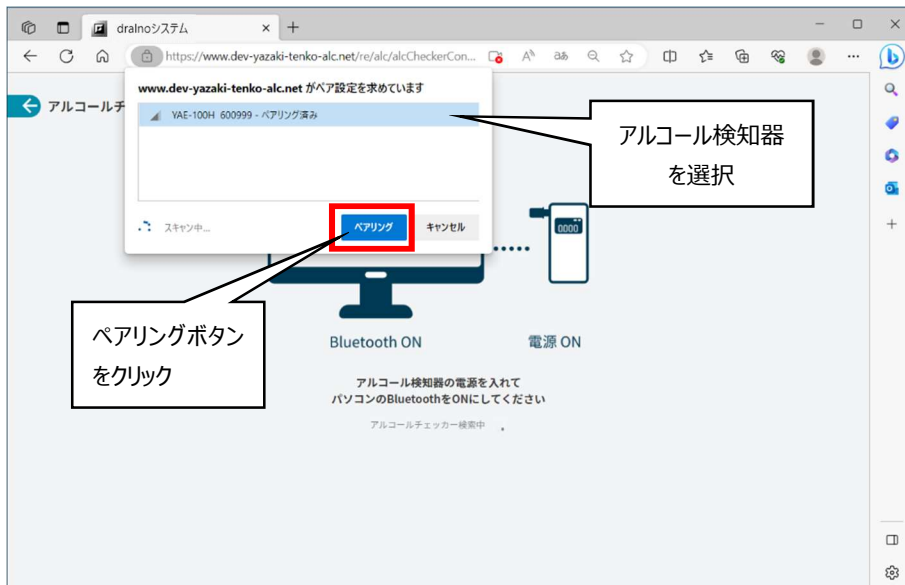 dralnoシステム
https://www.dev-yazaki-tenko-alc.net/re/alc/alcCheckerCon...
www.dev-yazaki-tenko-alc.net がペア設定を求めています
アルコールチ
YAE-100H 600999 - ペアリング済み
アルコール検知器
を選択
スキャン中...
ペアリング
キャンセル
0000
ペアリングボタン
をクリック
Bluetooth ON
電源 ON
アルコール検知器の電源を入れて
パソコンのBluetoothをONにしてください
アルコールチェッカー検索中